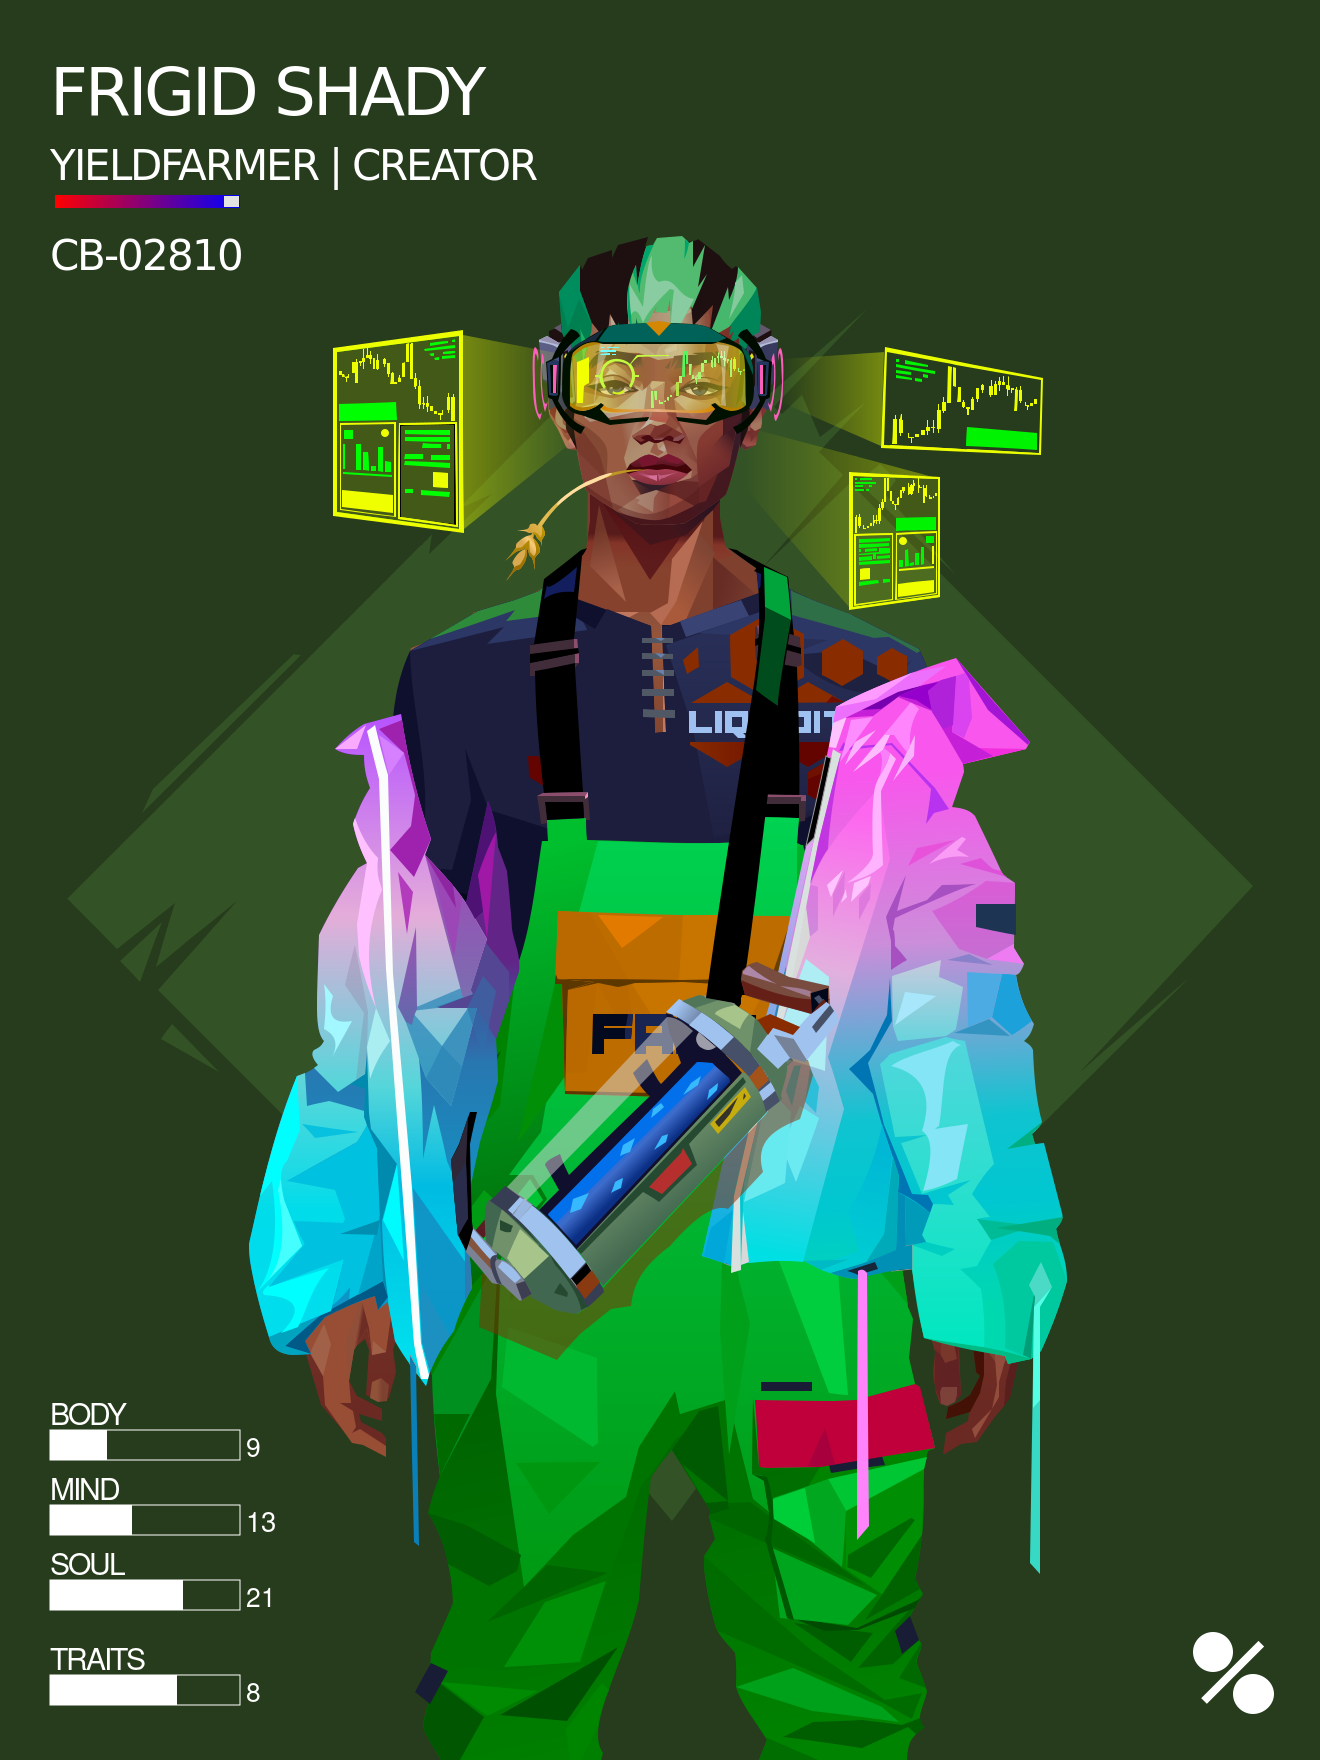 FRIGID SHADY
YIELDFARMER | CREATOR
CB-02810
BODY
9
MIND
13
SOUL
21
TRAITS
8